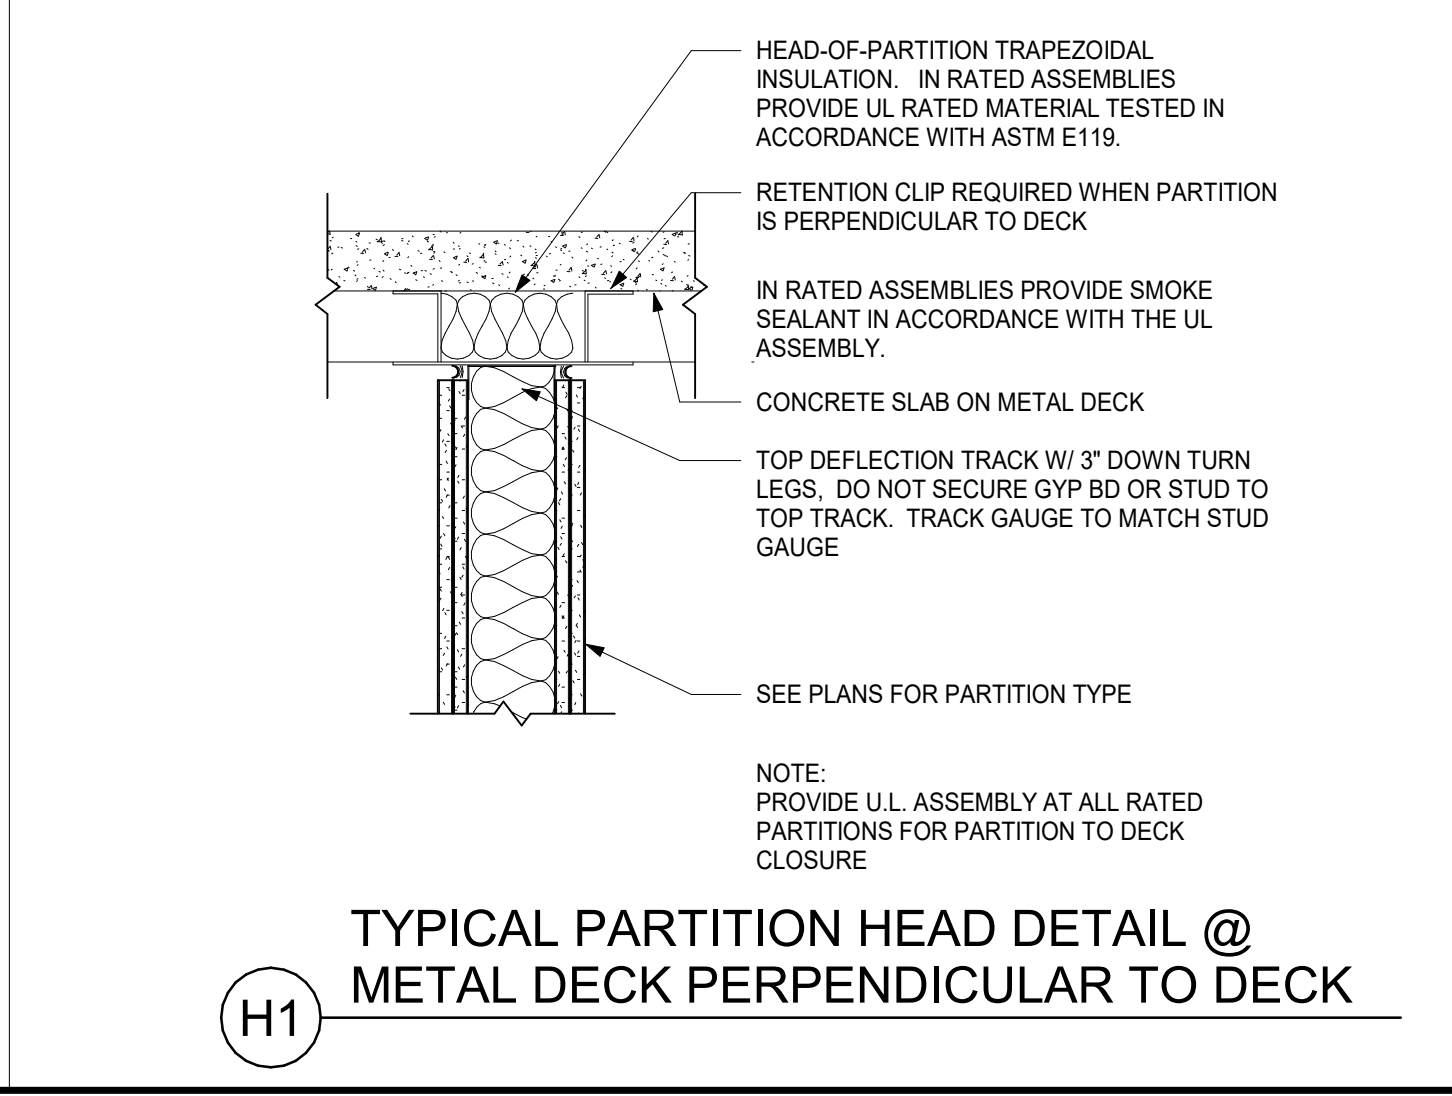 HEAD-OF-PARTITION TRAPEZOIDAL
INSULATION.   IN RATED ASSEMBLIES
PROVIDE UL RATED MATERIAL TESTED IN
ACCORDANCE WITH ASTM E119.
RETENTION CLIP REQUIRED WHEN PARTITION
IS PERPENDICULAR TO DECK
IN RATED ASSEMBLIES PROVIDE SMOKE
SEALANT IN ACCORDANCE WITH THE UL
ASSEMBLY.
CONCRETE SLAB ON METAL DECK
TOP DEFLECTION TRACK W/ 3" DOWN TURN
LEGS,  DO NOT SECURE GYP BD OR STUD TO
TOP TRACK.  TRACK GAUGE TO MATCH STUD
GAUGE
SEE PLANS FOR PARTITION TYPE
NOTE:
PROVIDE U.L. ASSEMBLY AT ALL RATED
PARTITIONS FOR PARTITION TO DECK
CLOSURE
TYPICAL PARTITION HEAD DETAIL @
METAL DECK PERPENDICULAR TO DECK
H1